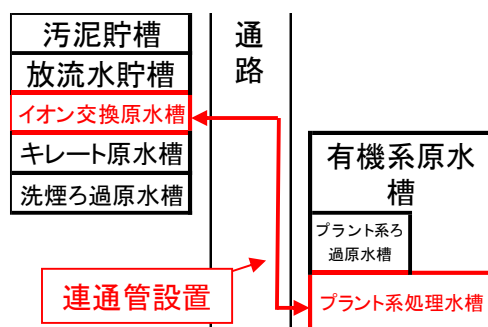 汚泥貯槽
放流水貯槽
イオン交換原水槽
キレート原水槽
洗煙ろ過原水槽
通
路
有機系原水
槽
プラント系ろ
過原水槽
プラント系処理水槽
連通管設置